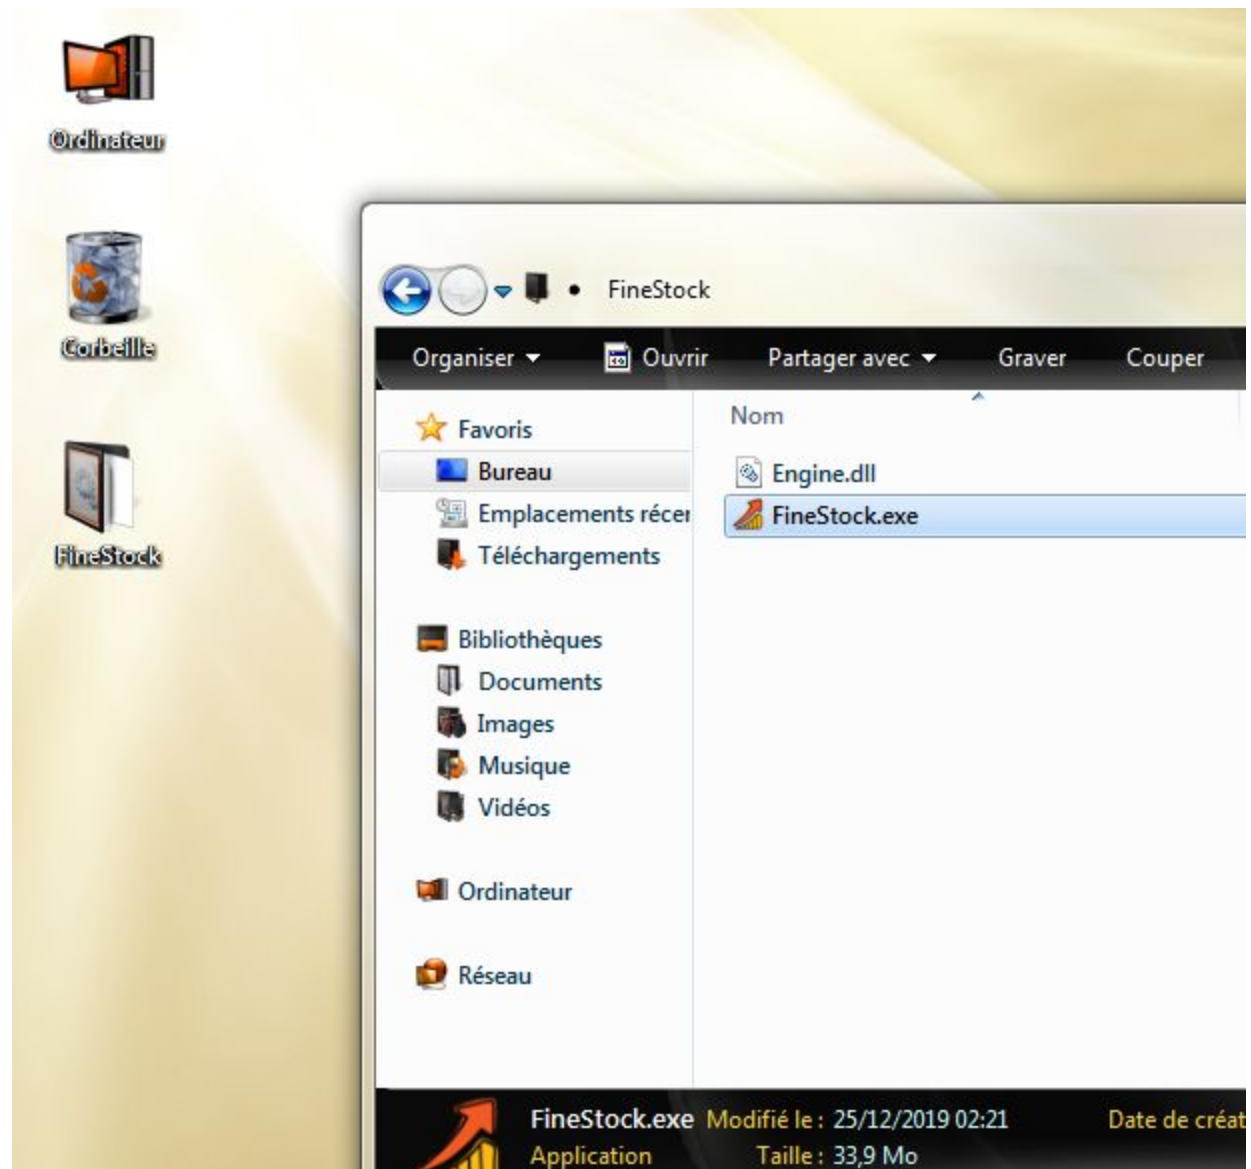 Ordinateur
Corbeille
FineStock
FineStock
Organiser
Ouvrir
Partager avec
Graver
Couper
Favoris
Bureau
Emplacements récer
Téléchargements
Bibliothèques
Documents
Images
Musique
Vidéos
Ordinateur
Réseau
Nom
Engine.dll
FineStock.exe
FineStock.exe Modifié le : 25/12/2019 02:21 Date de créat
Application Taille : 33,9 Mo